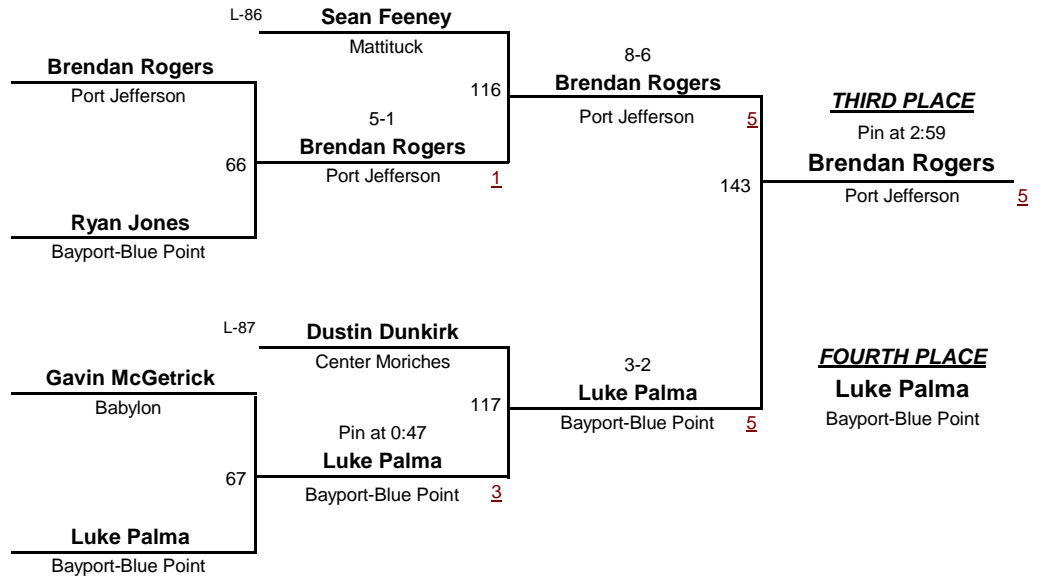 L-86
Sean Feeney
Mattituck
Brendan Rogers
Port Jefferson
116
8-6
Brendan Rogers
Port Jefferson
5
THIRD PLACE
Pin at 2:59
Brendan Rogers
Port Jefferson
5
5-1
Brendan Rogers
Port Jefferson
1
66
143
Ryan Jones
Bayport-Blue Point
L-87
Dustin Dunkirk
Center Moriches
Gavin McGetrick
Babylon
117
3-2
Luke Palma
Bayport-Blue Point
5
FOURTH PLACE
Luke Palma
Bayport-Blue Point
Pin at 0:47
Luke Palma
Bayport-Blue Point
3
67
Luke Palma
Bayport-Blue Point